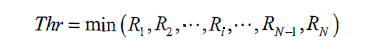 Thr = min (R₁, R₂, ⋯, Rᵢ, ⋯, R_{N-1}, R_N)